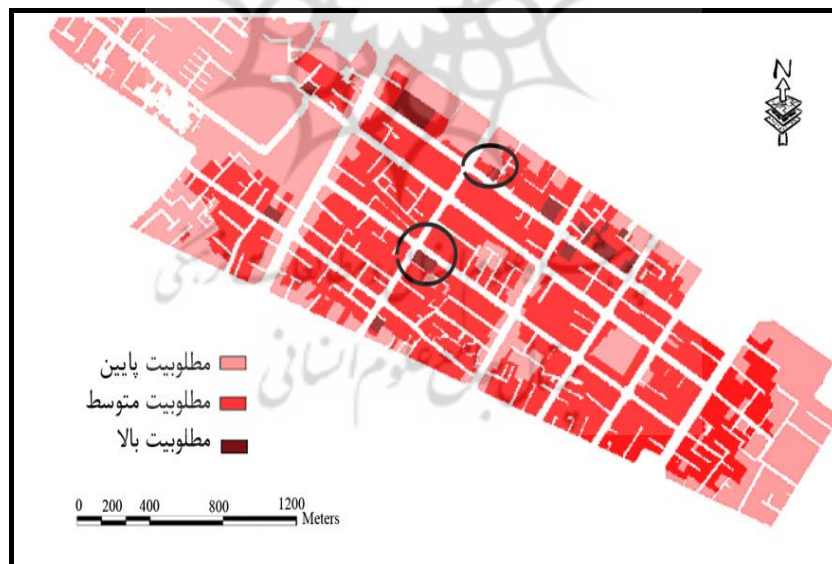 N
مطلوبیت پایین
مطلوبیت متوسط
مطلوبیت بالا
0 200 400 800 1200
Meters